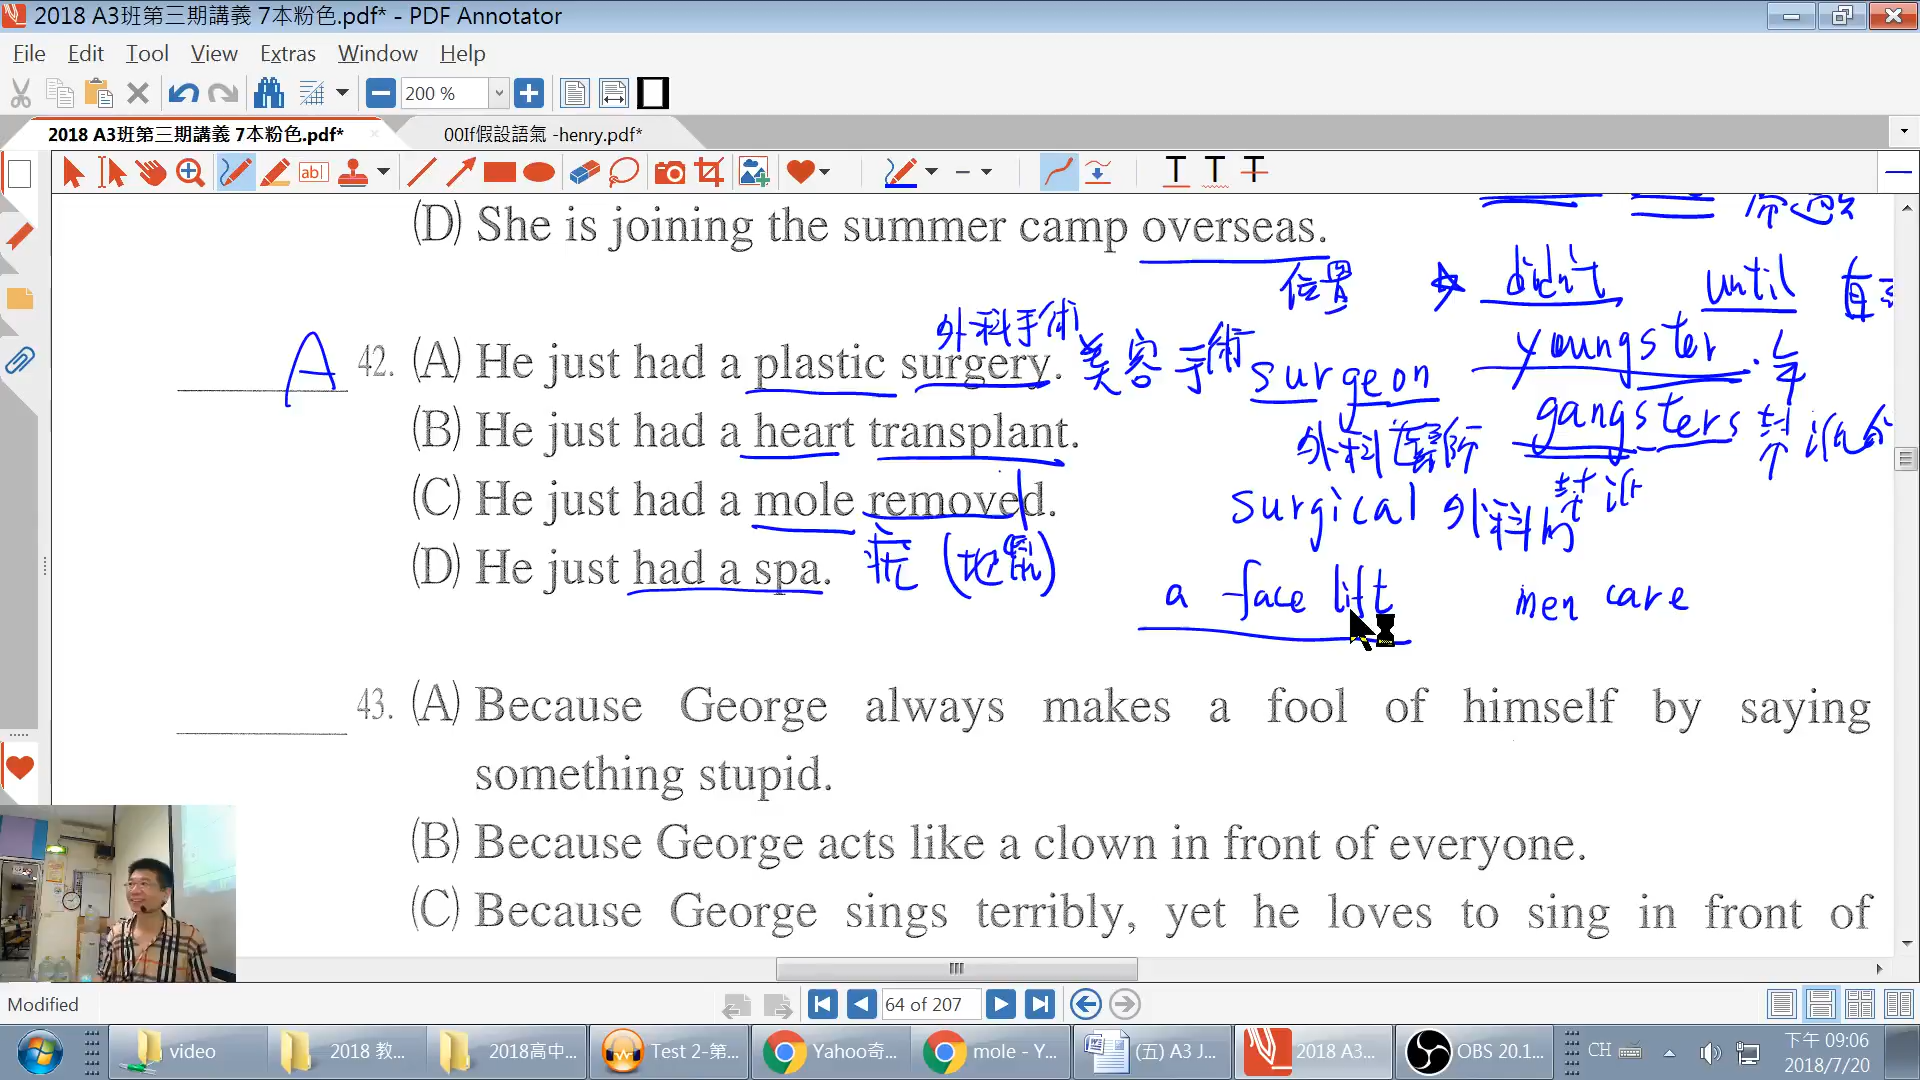 2018 A3班第三期講義 7本粉色.pdf* - PDF Annotator
File Edit Tool View Extras Window Help
200 %
2018 A3班第三期講義 7本粉色.pdf*
00If假設語氣 -henry.pdf*
ab|
T T T
(D) She is joining the summer camp overseas.
位置
didn't until 直
外科手術
A 42. (A) He just had a plastic surgery. 美容手術 surgeon youngster
(B) He just had a heart transplant. 外科醫師 gangsters
(C) He just had a mole removed. surgical 外科的
(D) He just had a spa. 痣 (地鼠) a face lift men care
43. (A) Because George always makes a fool of himself by saying
something stupid.
(B) Because George acts like a clown in front of everyone.
(C) Because George sings terribly, yet he loves to sing in front of
Modified
64 of 207
video
2018 教...
2018高中...
Test 2-第...
Yahoo奇...
mole - Y...
(五) A3 J...
2018 A3...
OBS 20.1...
CH
下午 09:06
2018/7/20